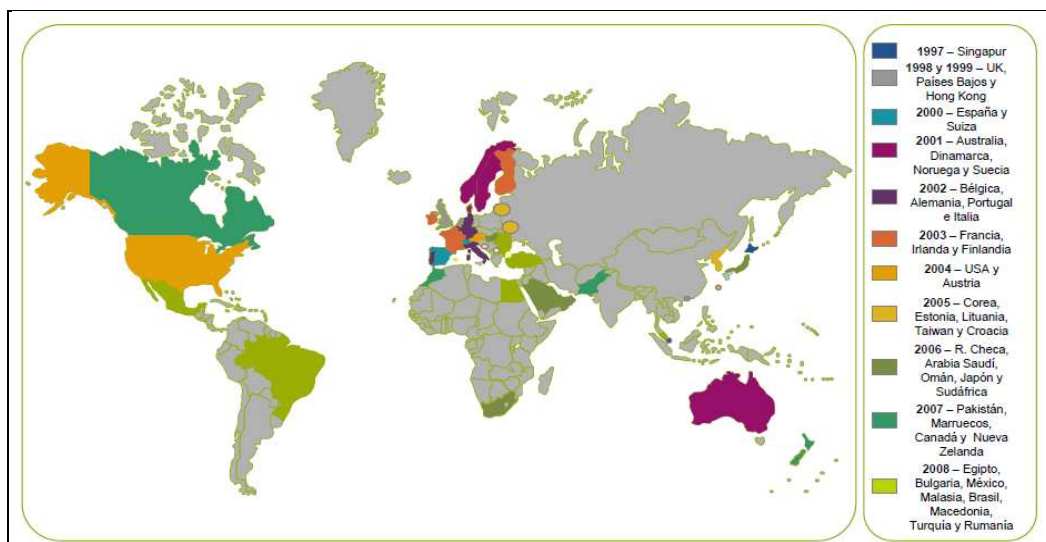 1997 – Singapur
1998 y 1999 – UK,
Países Bajos y
Hong Kong
2000 – España y
Suiza
2001 – Australia,
Dinamarca,
Noruega y Suecia
2002 – Bélgica,
Alemania, Portugal
e Italia
2003 – Francia,
Irlanda y Finlandia
2004 – USA y
Austria
2005 – Corea,
Estonia, Lituania,
Taiwan y Croacia
2006 – R. Checa,
Arabia Saudí,
Omán, Japón y
Sudáfrica
2007 – Pakistán,
Marruecos,
Canadá y Nueva
Zelanda
2008 – Egipto,
Bulgaria, México,
Malasia, Brasil,
Macedonia,
Turquía y Rumanía